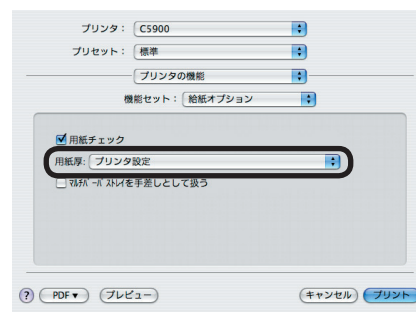 プリンタ： C5900
プリセット： 標準
プリンタの機能
機能セット： 給紙オプション
用紙チェック
用紙厚: プリンタ設定
ﾏﾙﾁﾊﾟｰﾊﾟｽﾄﾚｲを手差しとして扱う
? PDF▼ プレビュー キャンセル プリント